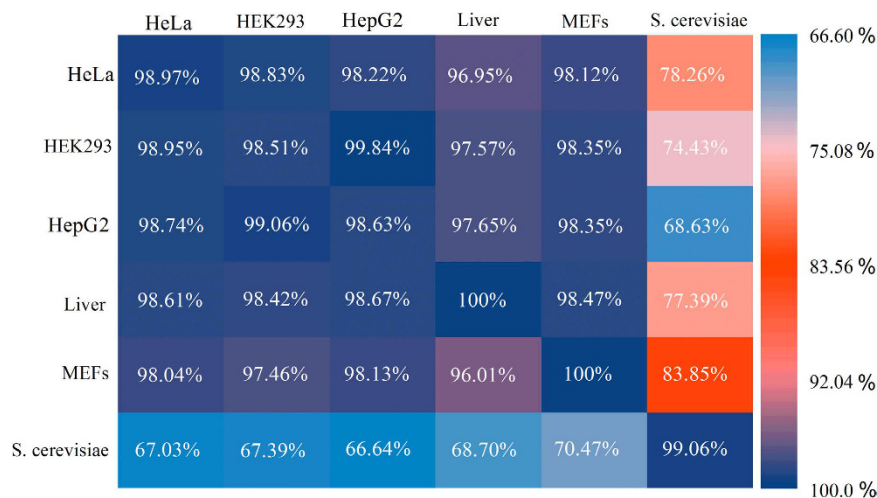 HeLa HEK293 HepG2 Liver MEFs S. cerevisiae
HeLa 98.97% 98.83% 98.22% 96.95% 98.12% 78.26%
HEK293 98.95% 98.51% 99.84% 97.57% 98.35% 74.43%
HepG2 98.74% 99.06% 98.63% 97.65% 98.35% 68.63%
Liver 98.61% 98.42% 98.67% 100% 98.47% 77.39%
MEFs 98.04% 97.46% 98.13% 96.01% 100% 83.85%
S. cerevisiae 67.03% 67.39% 66.64% 68.70% 70.47% 99.06%
66.60 %
75.08 %
83.56 %
92.04 %
100.0 %